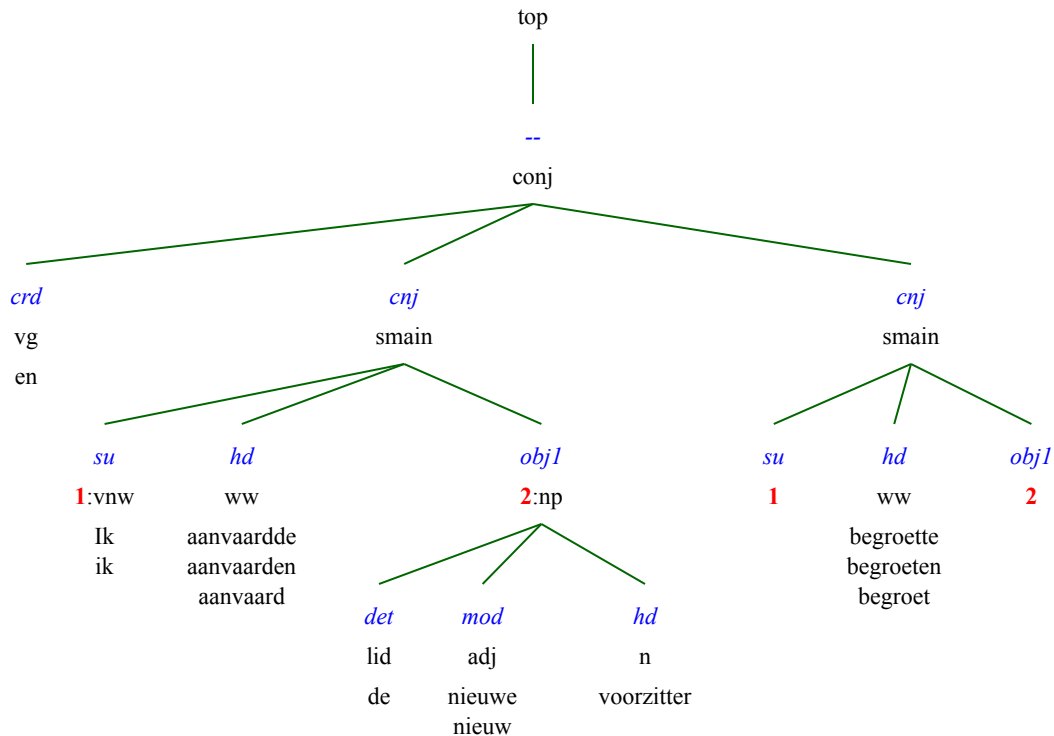 top
--
conj
crd cnj cnj
vg smain smain
en
su hd obj1 su hd obj1
1:vnw ww 2:np 1 ww 2
Ik aanvaardde begroette
ik aanvaarden begroeten
aanvaard begroet
det mod hd
lid adj n
de nieuwe voorzitter
nieuw